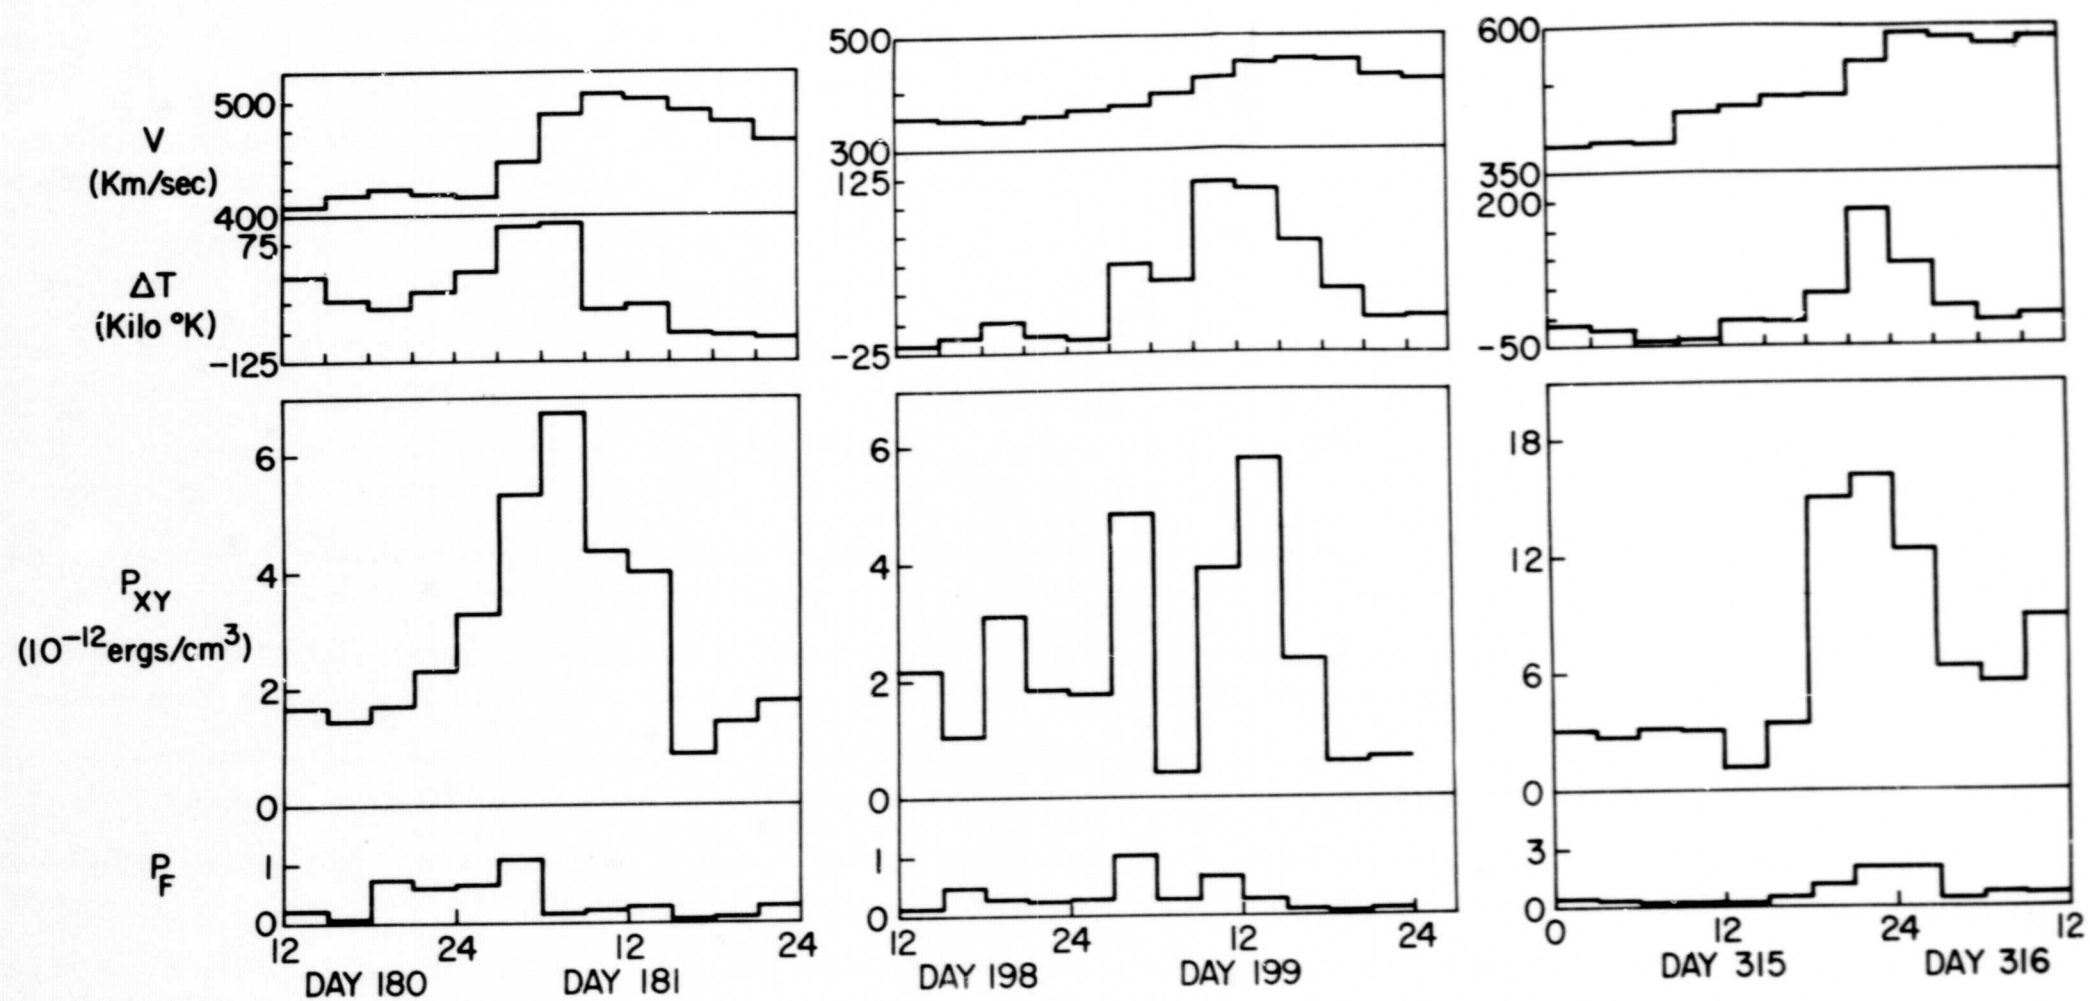 V
(Km/sec)
500
400
75
ΔT
(Kilo °K)
-125
P_XY
(10^-12 ergs/cm^3)
6
4
2
0
P_F
1
0
12 24 12 24
DAY 180 DAY 181
500
300
125
-25
6
4
2
0
1
0
12 24 12 24
DAY 198 DAY 199
600
350
200
-50
18
12
6
0
3
0
0 12 24 12
DAY 315 DAY 316